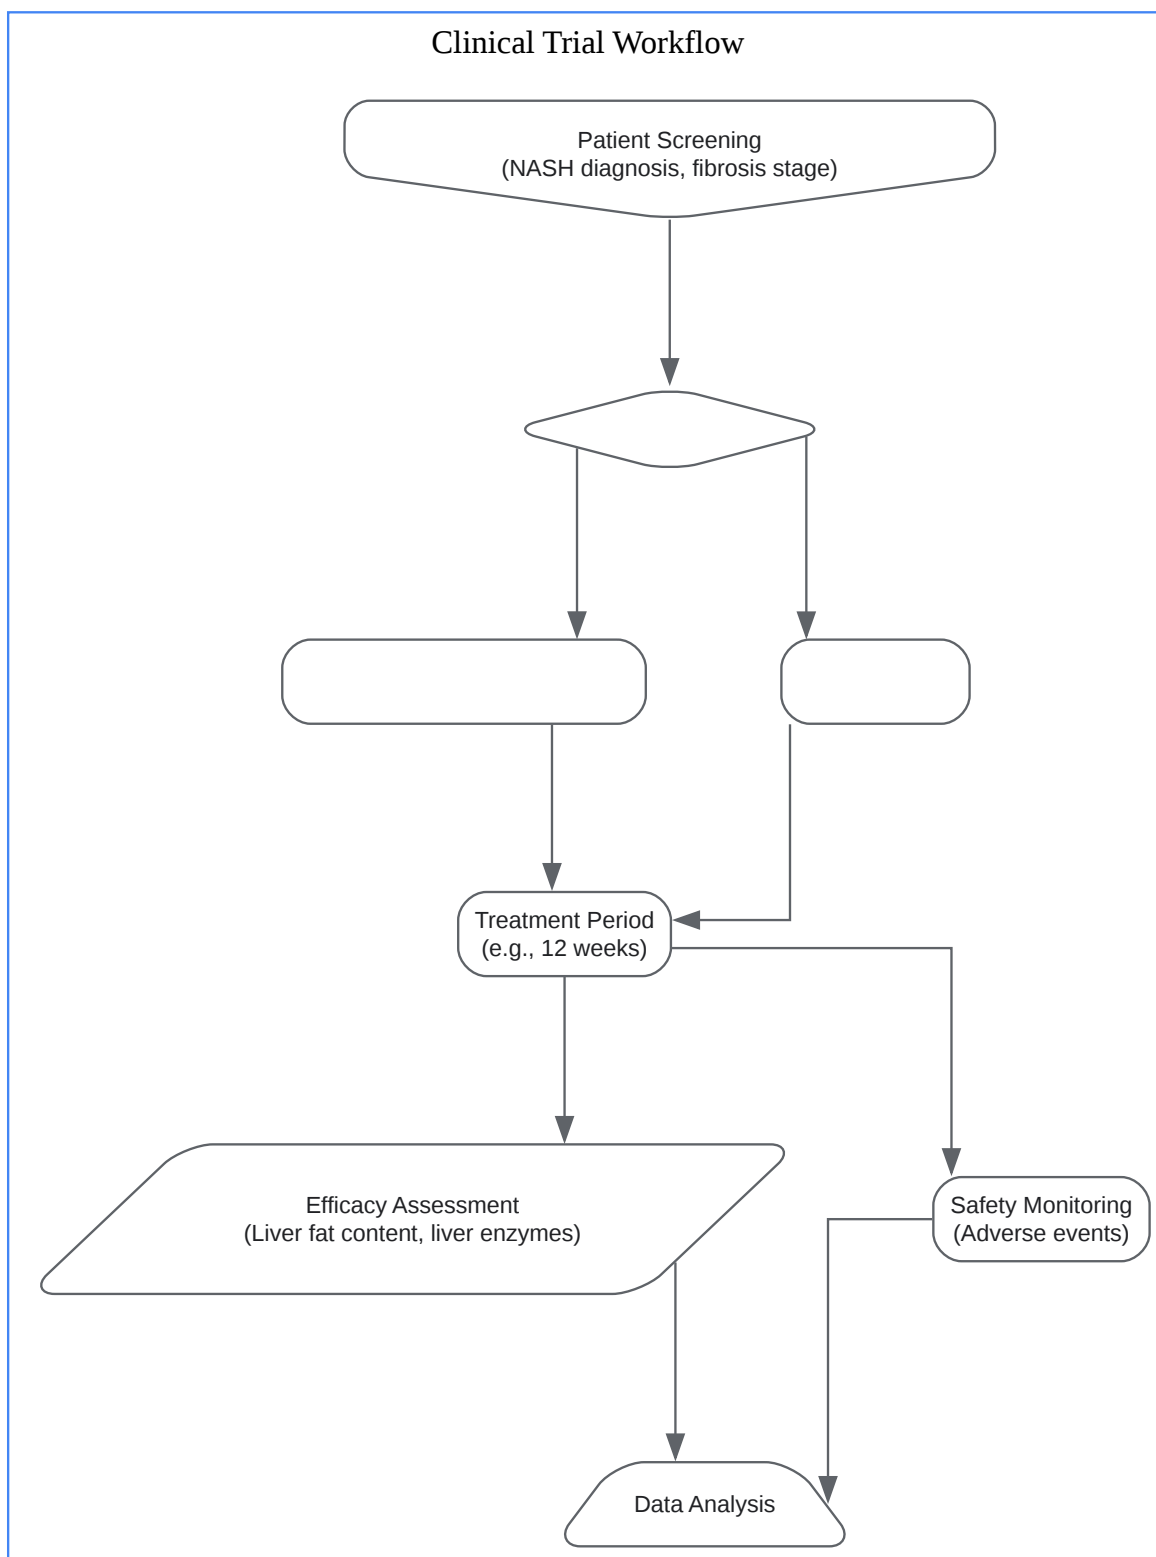 Clinical Trial Workflow
Patient Screening
(NASH diagnosis, fibrosis stage)
Treatment Period
(e.g., 12 weeks)
Efficacy Assessment
(Liver fat content, liver enzymes)
Safety Monitoring
(Adverse events)
Data Analysis